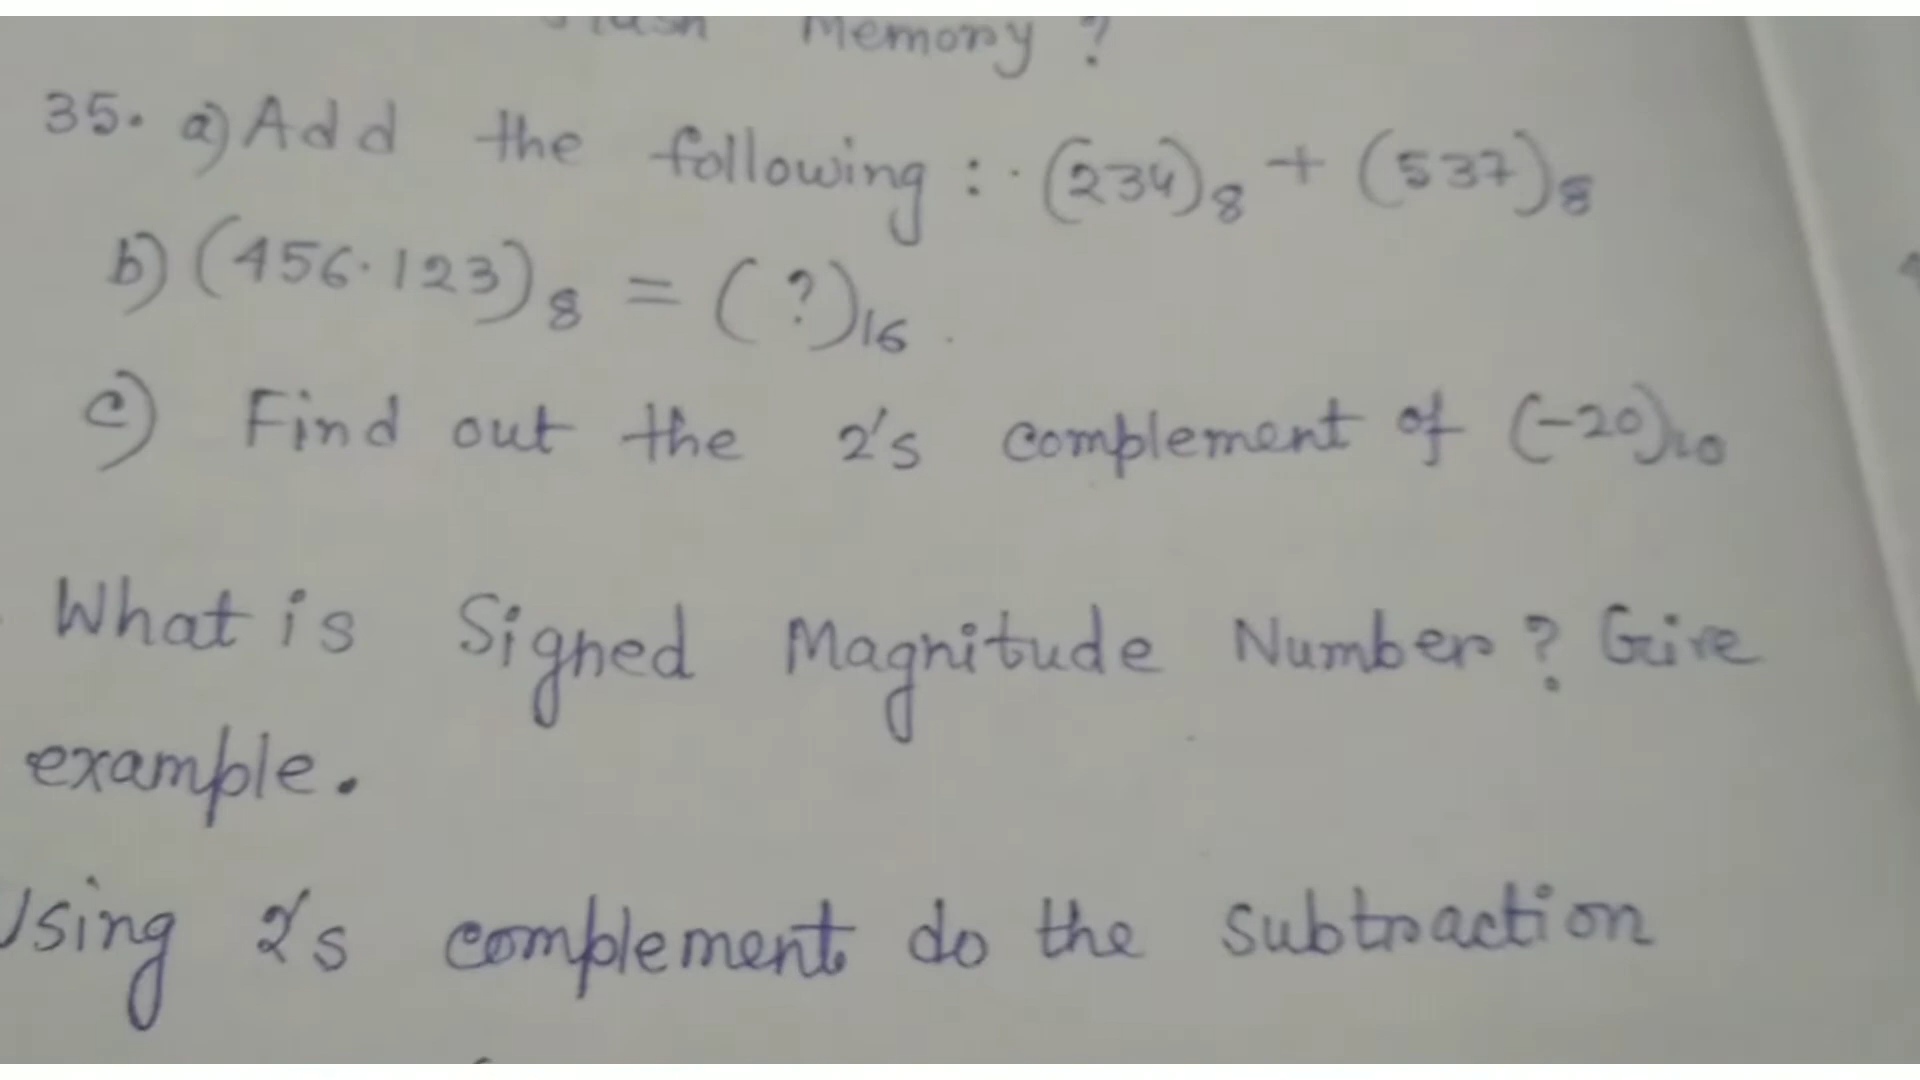 Memory ?
35. a) Add the following : (234)8 + (537)8
b) (456.123)8 = (?)16.
c) Find out the 2's complement of (-20)10
What is Signed Magnitude Number? Give
example.
Using 2's complement do the subtraction